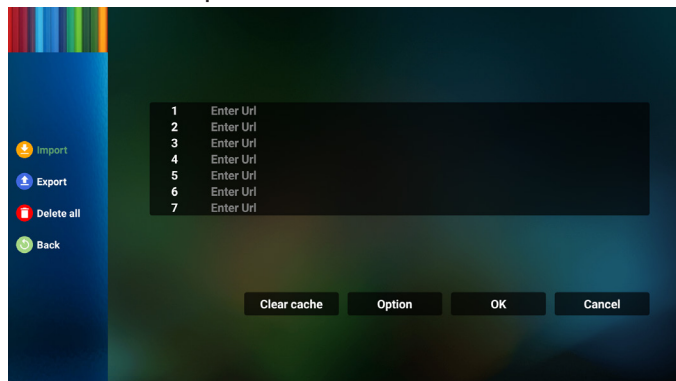 Import
Export
Delete all
Back
1 Enter Url
2 Enter Url
3 Enter Url
4 Enter Url
5 Enter Url
6 Enter Url
7 Enter Url
Clear cache Option OK Cancel